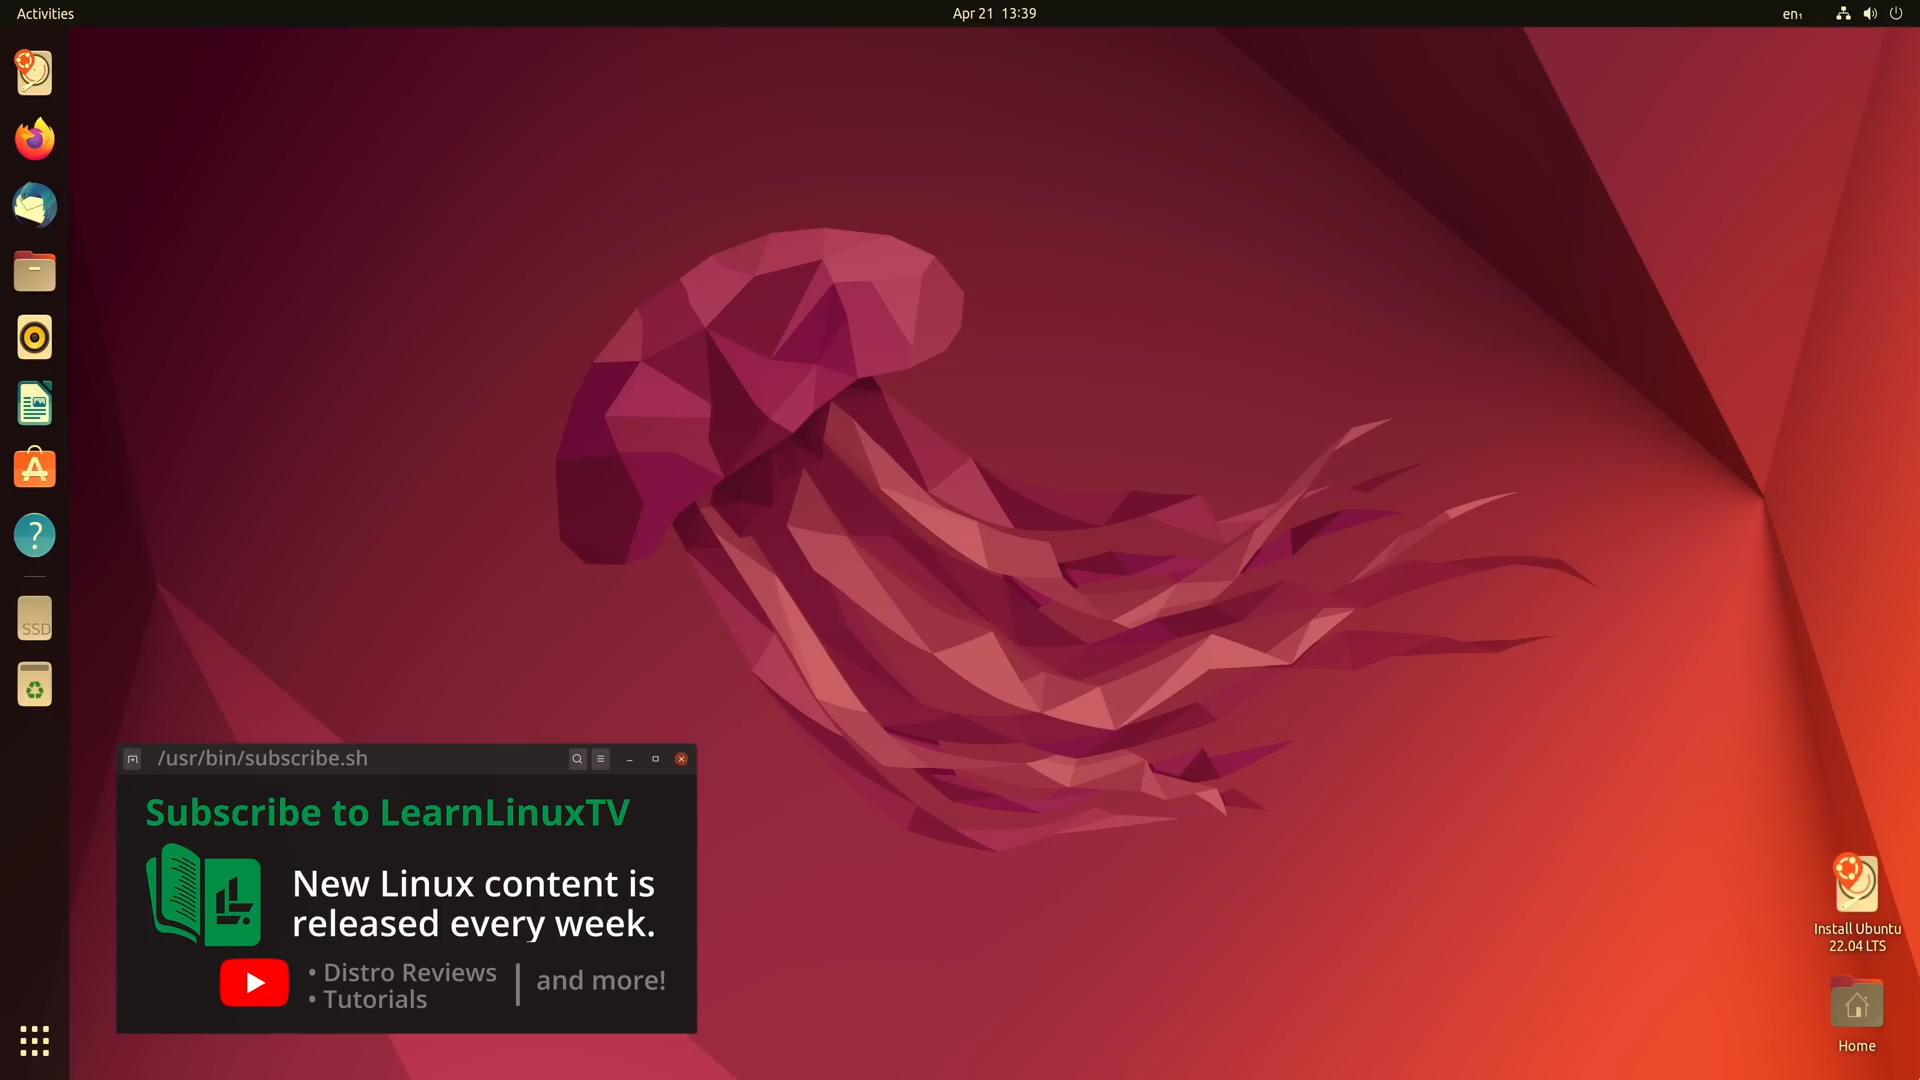 Activities
Apr 21 13:39
en₁
?
SSD
/usr/bin/subscribe.sh
Subscribe to LearnLinuxTV
New Linux content is
released every week.
• Distro Reviews
• Tutorials
and more!
Install Ubuntu
22.04 LTS
Home